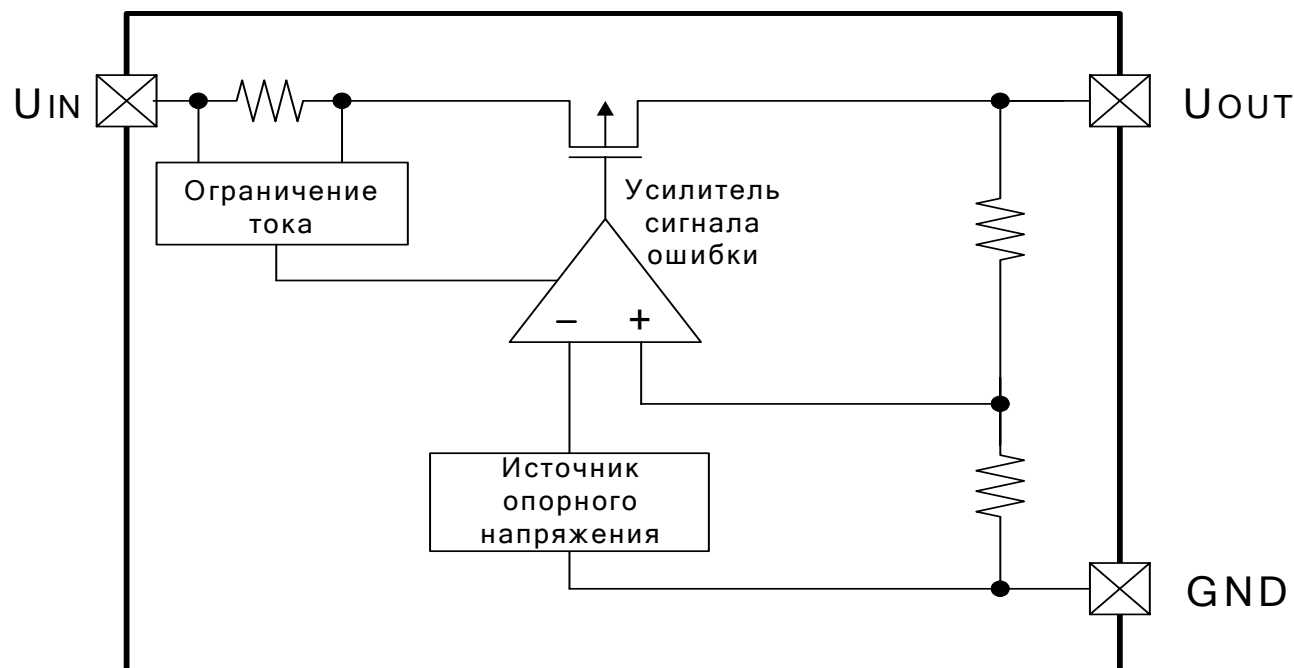 UIN
UOUT
Ограничение
тока
Усилитель
сигнала
ошибки
– +
Источник
опорного
напряжения
GND